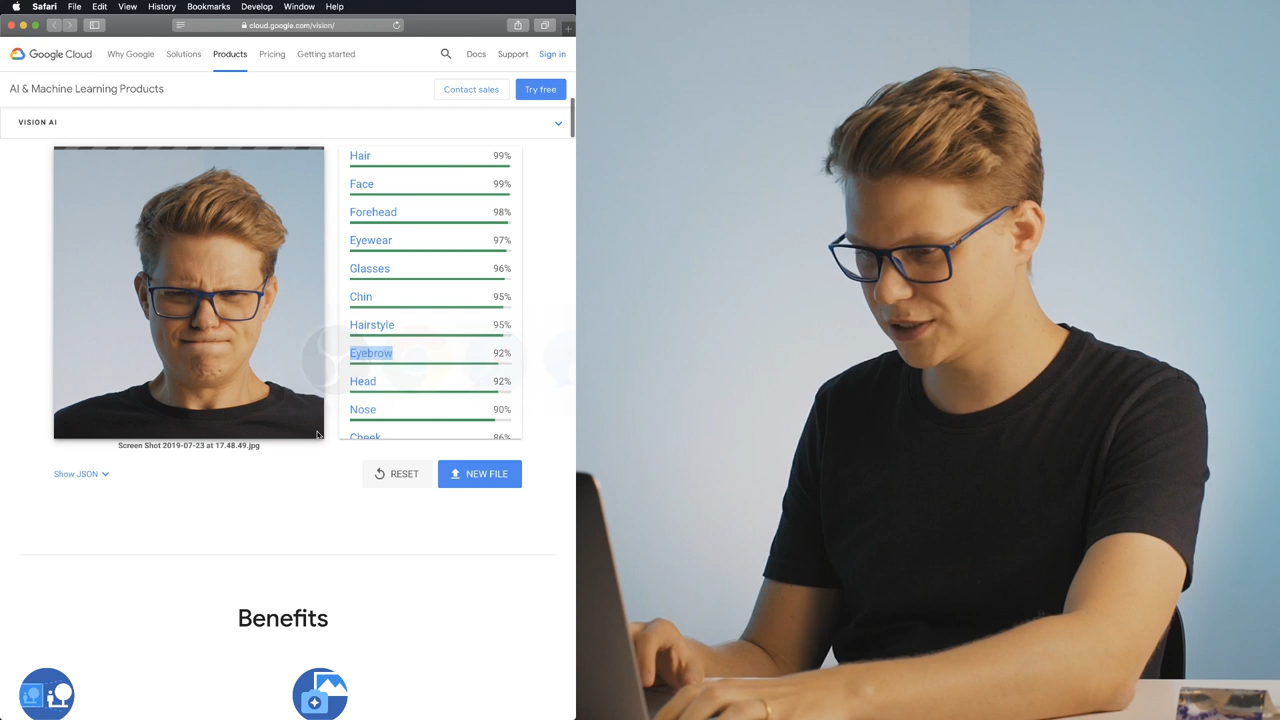 Safari File Edit View History Bookmarks Develop Window Help
cloud.google.com/vision/
Google Cloud Why Google Solutions Products Pricing Getting started Docs Support Sign in
AI & Machine Learning Products Contact sales Try free
VISION AI
Hair 99%
Face 99%
Forehead 98%
Eyewear 97%
Glasses 96%
Chin 95%
Hairstyle 95%
Eyebrow 92%
Head 92%
Nose 90%
Cheek 86%
Screen Shot 2019-07-23 at 17.48.49.jpg
Show JSON RESET NEW FILE
Benefits